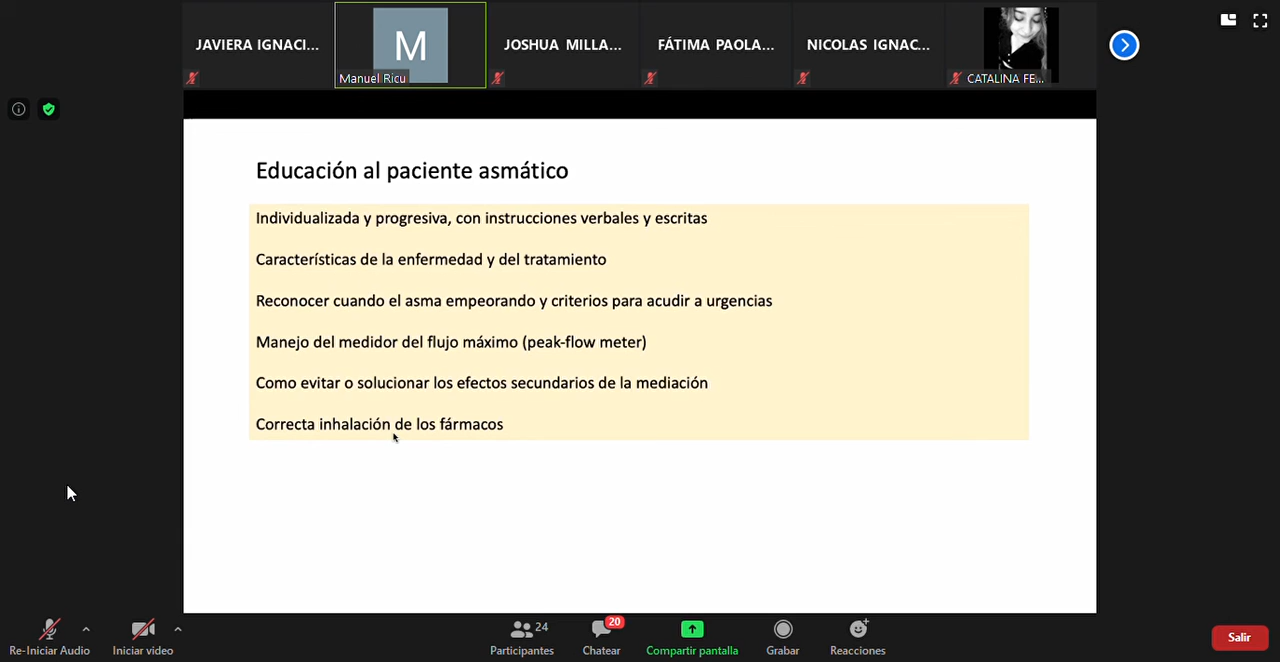 JAVIERA IGNACI...
M
Manuel Ricu
JOSHUA MILLA...
FÁTIMA PAOLA...
NICOLAS IGNAC...
CATALINA FE...
Educación al paciente asmático
Individualizada y progresiva, con instrucciones verbales y escritas
Características de la enfermedad y del tratamiento
Reconocer cuando el asma empeorando y criterios para acudir a urgencias
Manejo del medidor del flujo máximo (peak-flow meter)
Como evitar o solucionar los efectos secundarios de la mediación
Correcta inhalación de los fármacos
Re-Iniciar Audio
Iniciar video
24
Participantes
20
Chatear
Compartir pantalla
Grabar
Reacciones
Salir